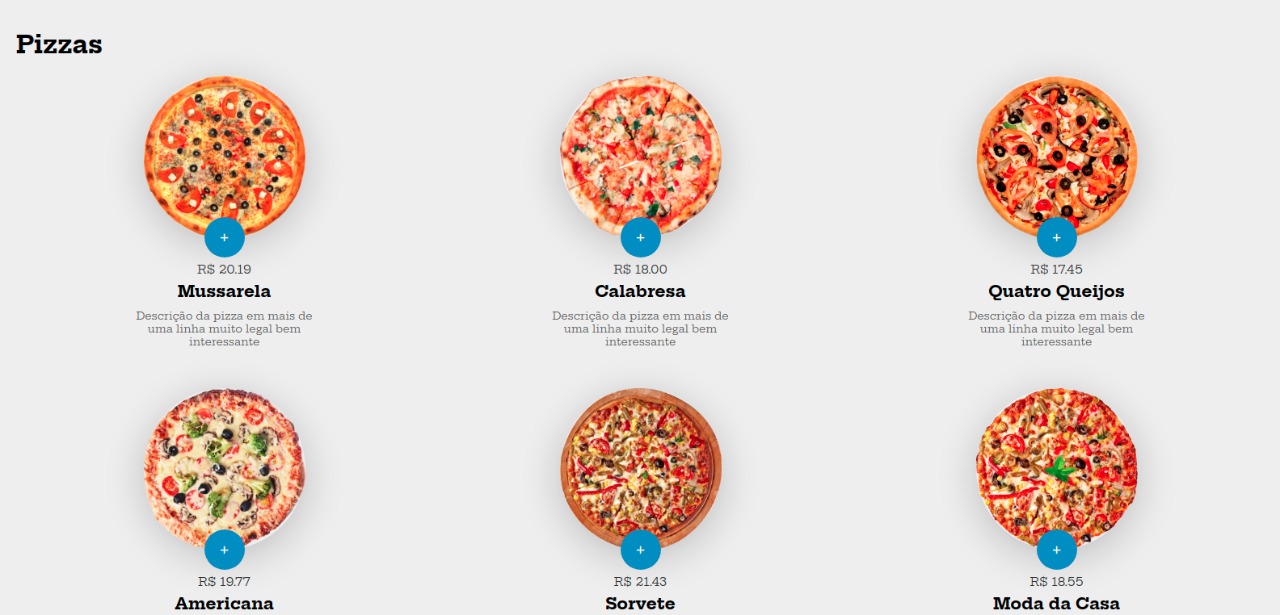 Pizzas
+
+
+
R$ 20.19
R$ 18.00
R$ 17.45
Mussarela
Calabresa
Quatro Queijos
Descrição da pizza em mais de
uma linha muito legal bem
interessante
Descrição da pizza em mais de
uma linha muito legal bem
interessante
Descrição da pizza em mais de
uma linha muito legal bem
interessante
+
+
+
R$ 19.77
R$ 21.43
R$ 18.55
Americana
Sorvete
Moda da Casa